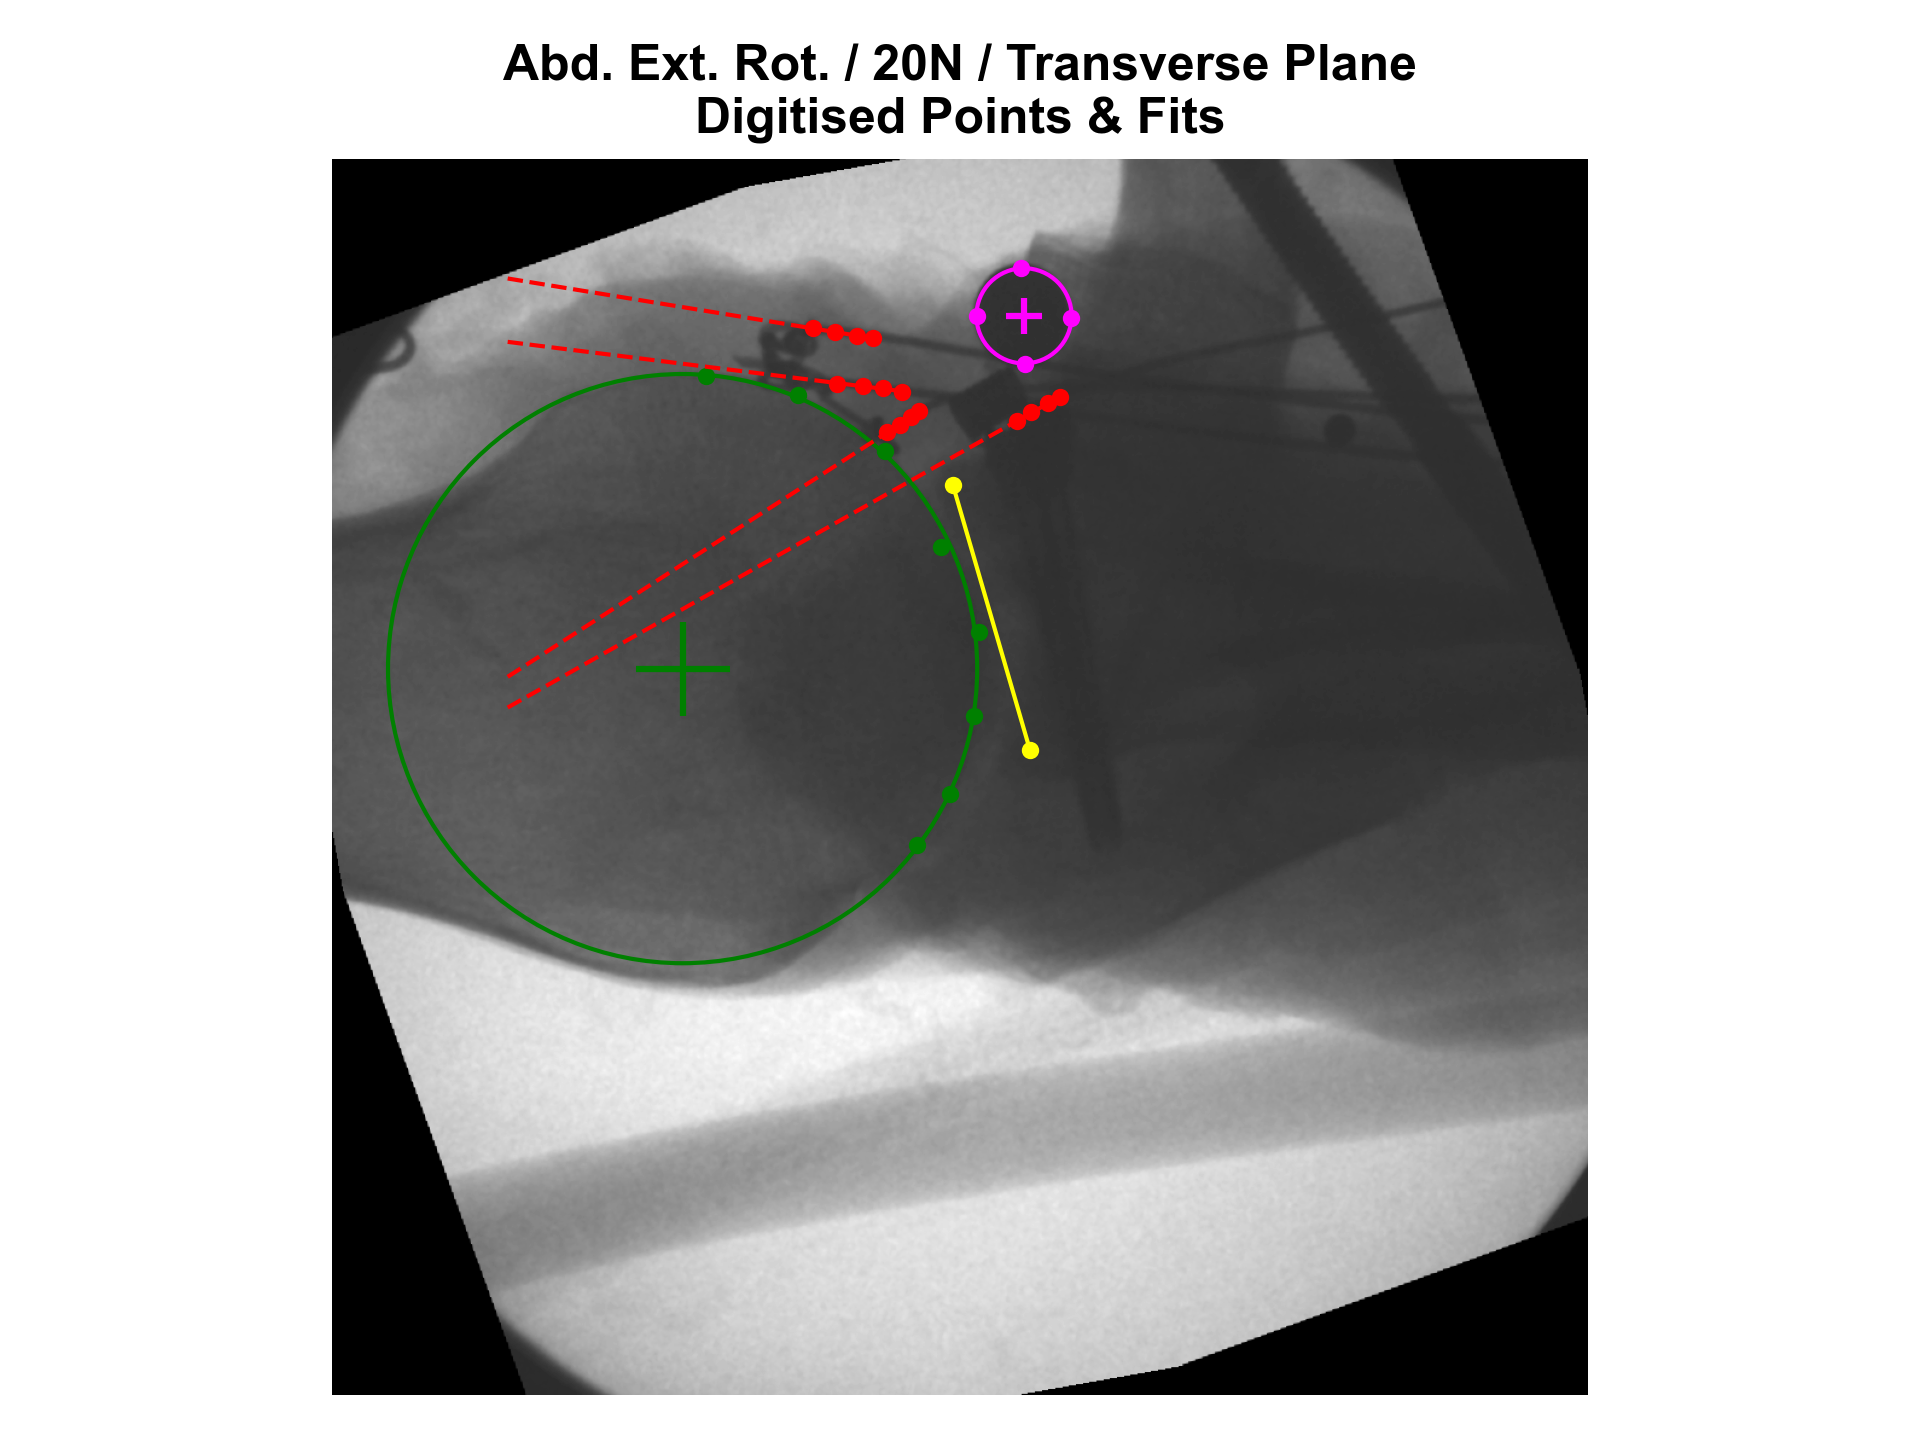 Abd. Ext. Rot. / 20N / Transverse Plane
Digitised Points & Fits